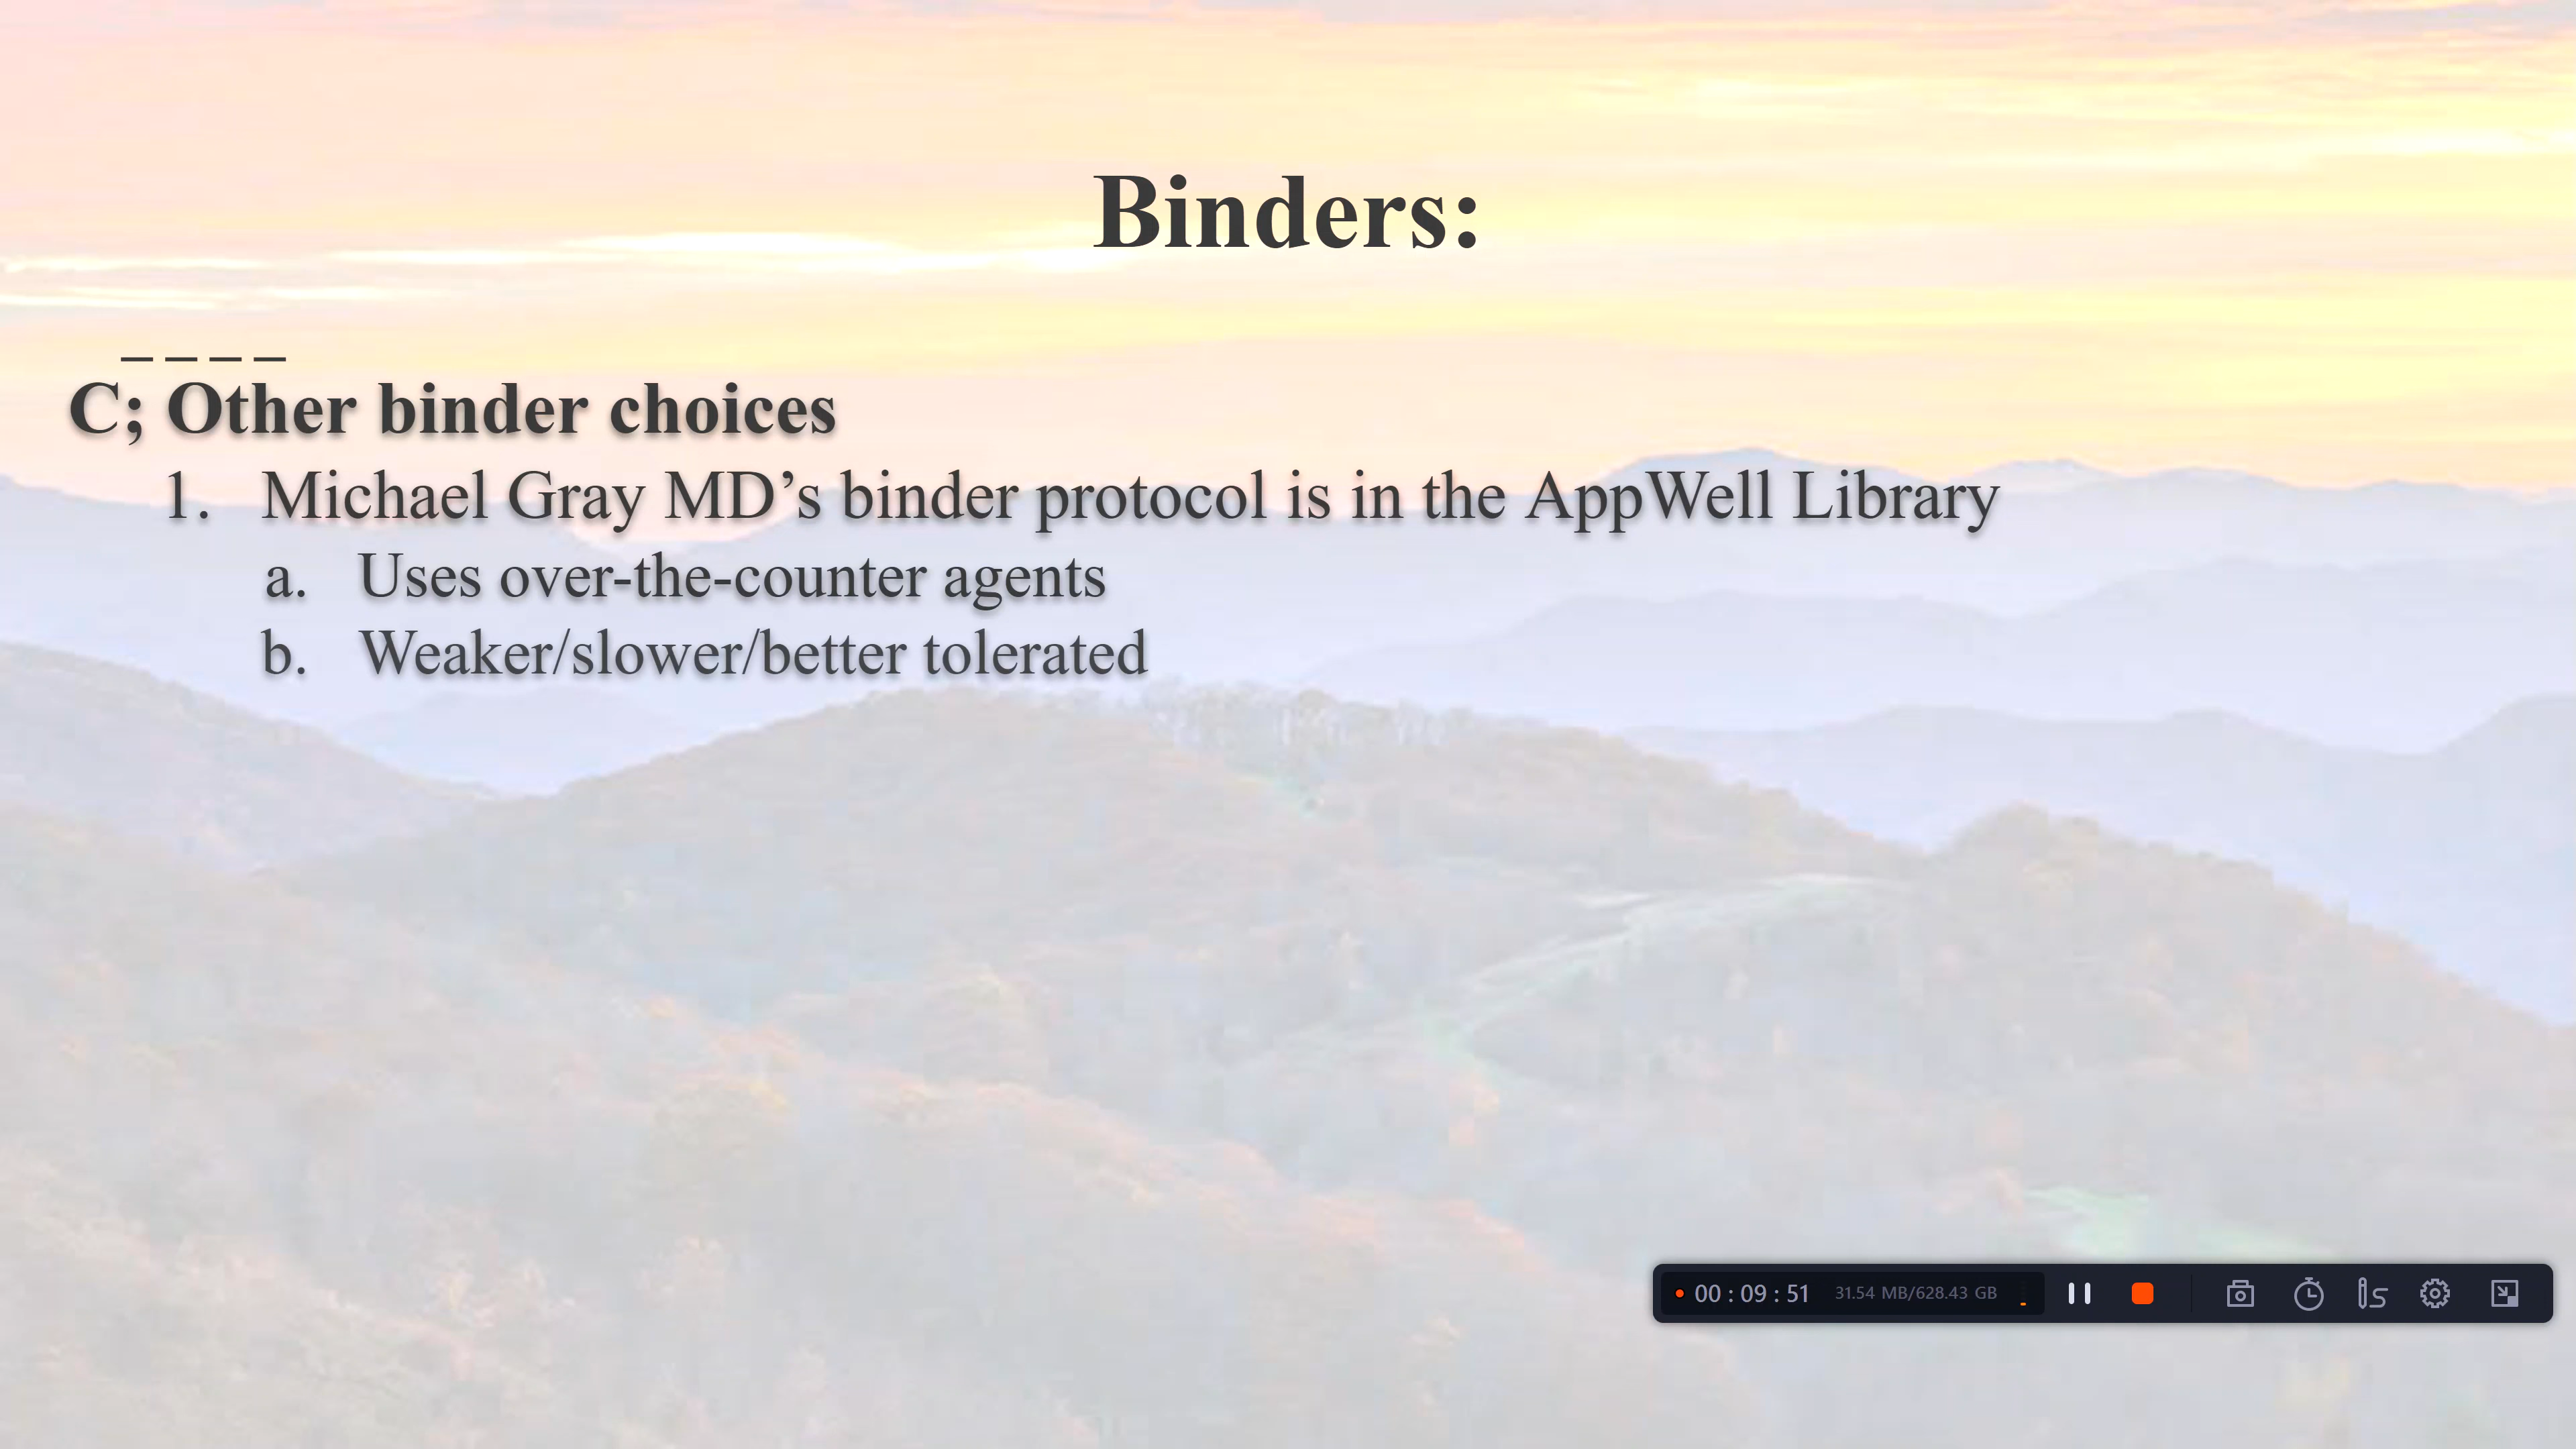 Binders:
_ _ _ _
C; Other binder choices
1. Michael Gray MD’s binder protocol is in the AppWell Library
a. Uses over-the-counter agents
b. Weaker/slower/better tolerated
00 : 09 : 51 31.54 MB/628.43 GB